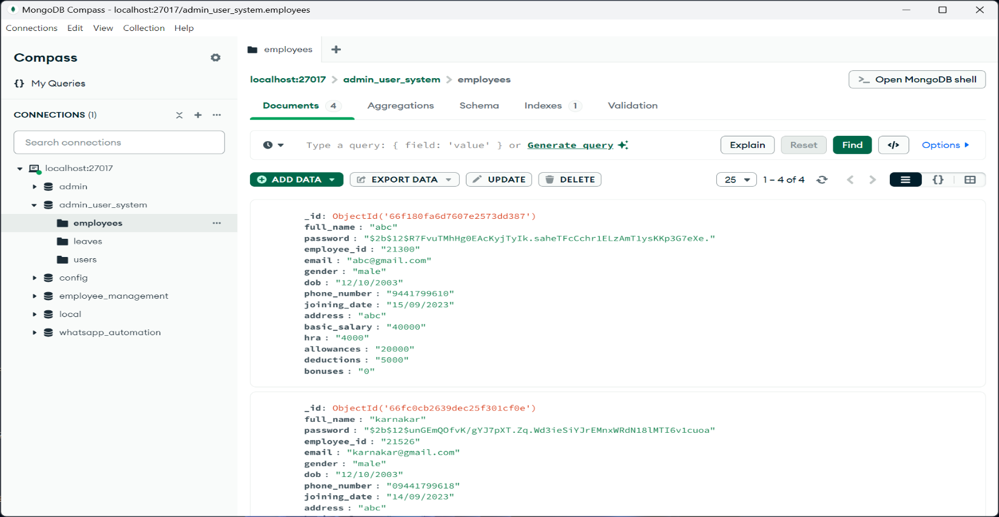 MongoDB Compass - localhost:27017/admin_user_system.employees
Connections Edit View Collection Help
Compass
{} My Queries
CONNECTIONS (1)
Search connections
localhost:27017
admin
admin_user_system
employees
leaves
users
config
employee_management
local
whatsapp_automation
employees
localhost:27017 > admin_user_system > employees
>_ Open MongoDB shell
Documents 4 Aggregations Schema Indexes 1 Validation
Type a query: { field: 'value' } or Generate query
Explain Reset Find </> Options
ADD DATA EXPORT DATA UPDATE DELETE
25 1 – 4 of 4 {}
_id: ObjectId('66f180fa6d7607e2573dd387')
full_name : "abc"
password : "$2b$12$R7FvuTMhHg0EAcKyjTyIk.saheTFcCchr1ELzAmT1ysKKp3G7eXe."
employee_id : "21300"
email : "abc@gmail.com"
gender : "male"
dob : "12/10/2003"
phone_number : "9441799610"
joining_date : "15/09/2023"
address : "abc"
basic_salary : "40000"
hra : "4000"
allowances : "20000"
deductions : "5000"
bonuses : "0"
_id: ObjectId('66fc0cb2639dec25f301cf0e')
full_name : "karnakar"
password : "$2b$12$unGEmQOfvK/gYJ7pXT.Zq.Wd3ieSiYJrEMnxWRdN18lMTI6v1cuoa"
employee_id : "21526"
email : "karnakar@gmail.com"
gender : "male"
dob : "12/10/2003"
phone_number : "09441799618"
joining_date : "14/09/2023"
address : "abc"